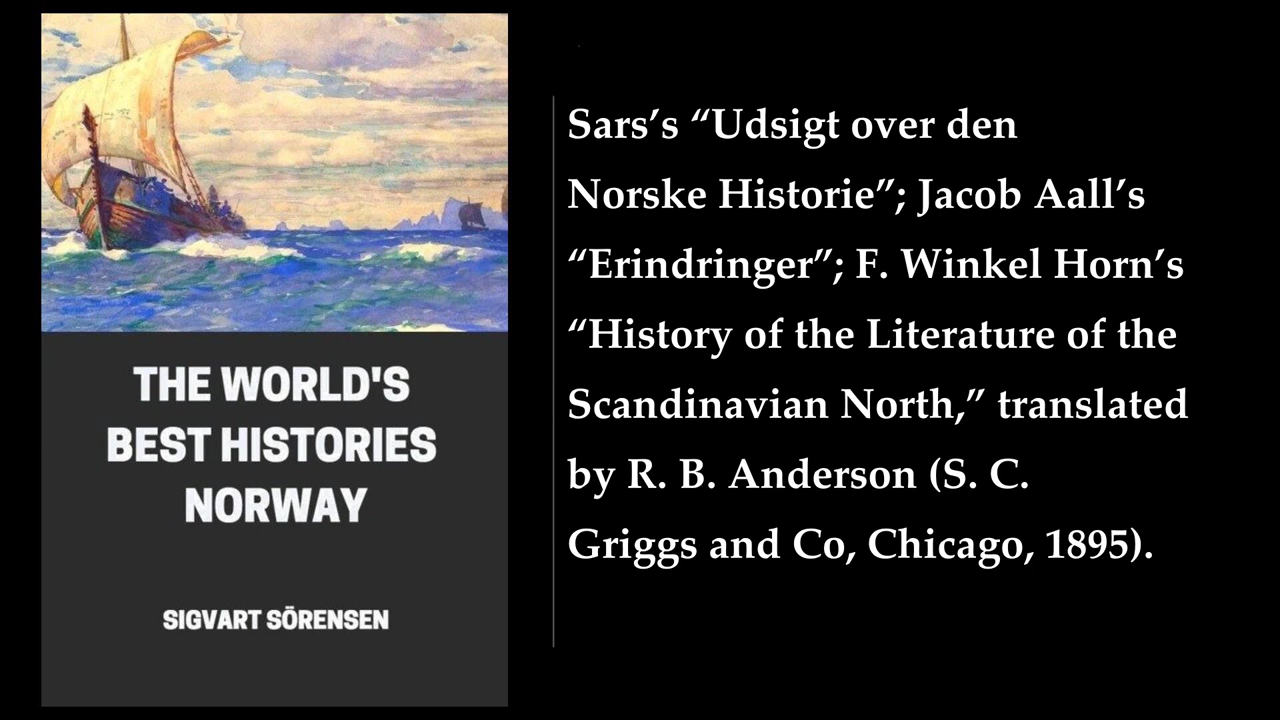 THE WORLD'S
BEST HISTORIES
NORWAY
SIGVART SÖRENSEN
Sars’s “Udsigt over den
Norske Historie”; Jacob Aall’s
“Erindringer”; F. Winkel Horn’s
“History of the Literature of the
Scandinavian North,” translated
by R. B. Anderson (S. C.
Griggs and Co, Chicago, 1895).